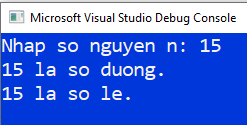 Microsoft Visual Studio Debug Console
Nhap so nguyen n: 15
15 la so duong.
15 la so le.